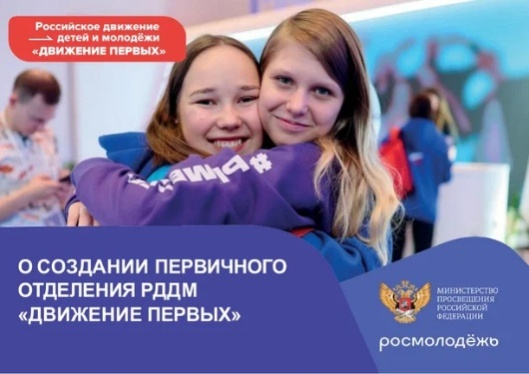 Российское движение
детей и молодёжи
«ДВИЖЕНИЕ ПЕРВЫХ»
О СОЗДАНИИ ПЕРВИЧНОГО
ОТДЕЛЕНИЯ РДДМ
«ДВИЖЕНИЕ ПЕРВЫХ»
МИНИСТЕРСТВО
ПРОСВЕЩЕНИЯ
РОССИЙСКОЙ
ФЕДЕРАЦИИ
росмолодёжь